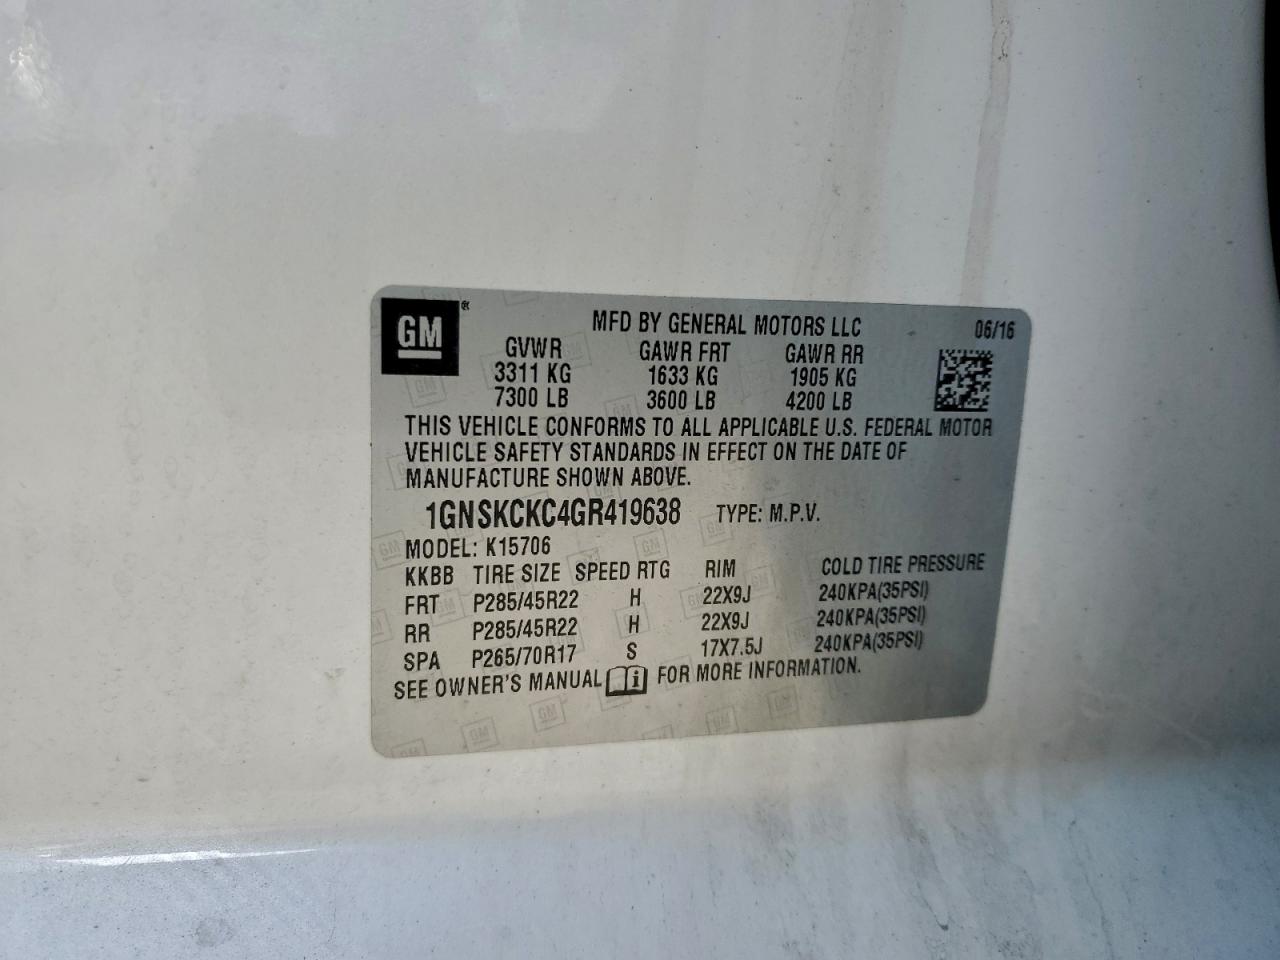 GM ®
MFD BY GENERAL MOTORS LLC 06/16
GVWR GAWR FRT GAWR RR
3311 KG 1633 KG 1905 KG
7300 LB 3600 LB 4200 LB
THIS VEHICLE CONFORMS TO ALL APPLICABLE U.S. FEDERAL MOTOR
VEHICLE SAFETY STANDARDS IN EFFECT ON THE DATE OF
MANUFACTURE SHOWN ABOVE.
1GNSKCKC4GR419638 TYPE: M.P.V.
MODEL: K15706
KKBB TIRE SIZE SPEED RTG RIM COLD TIRE PRESSURE
FRT P285/45R22 H 22X9J 240KPA(35PSI)
RR P285/45R22 H 22X9J 240KPA(35PSI)
SPA P265/70R17 S 17X7.5J 240KPA(35PSI)
SEE OWNER'S MANUAL i FOR MORE INFORMATION.